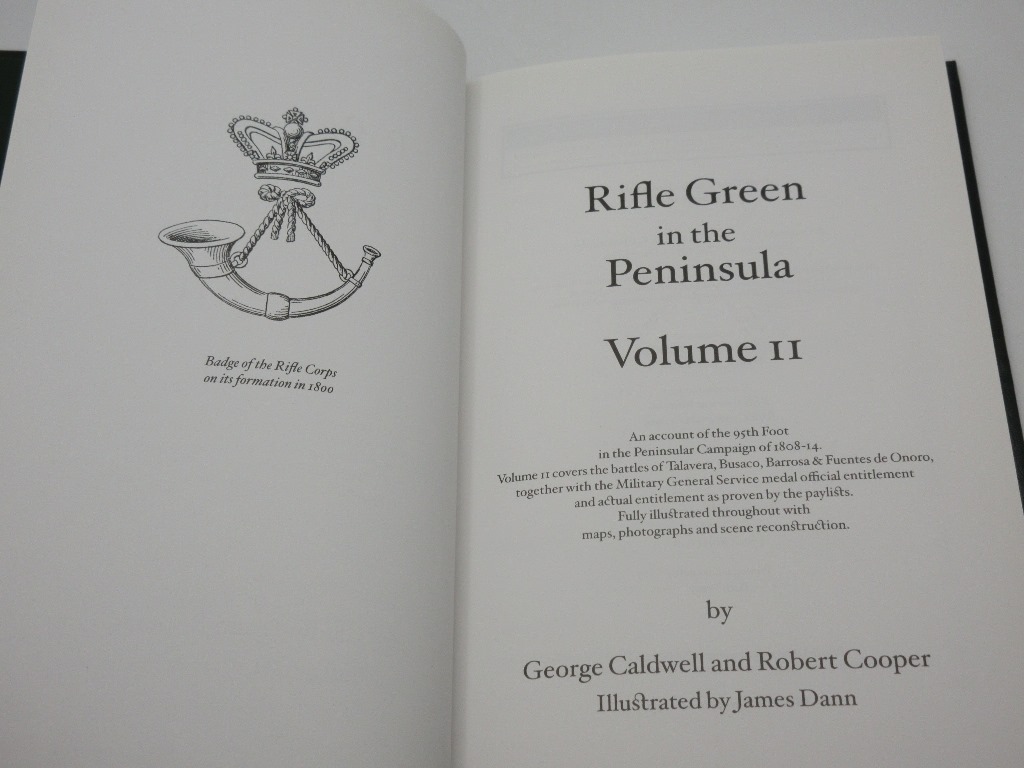 Badge of the Rifle Corps
on its formation in 1800
Rifle Green
in the
Peninsula
Volume II
An account of the 95th Foot
in the Peninsular Campaign of 1808-14.
Volume II covers the battles of Talavera, Busaco, Barrosa & Fuentes de Onoro,
together with the Military General Service medal official entitlement
and actual entitlement as proven by the paylists.
Fully illustrated throughout with
maps, photographs and scene reconstruction.
by
George Caldwell and Robert Cooper
Illustrated by James Dann